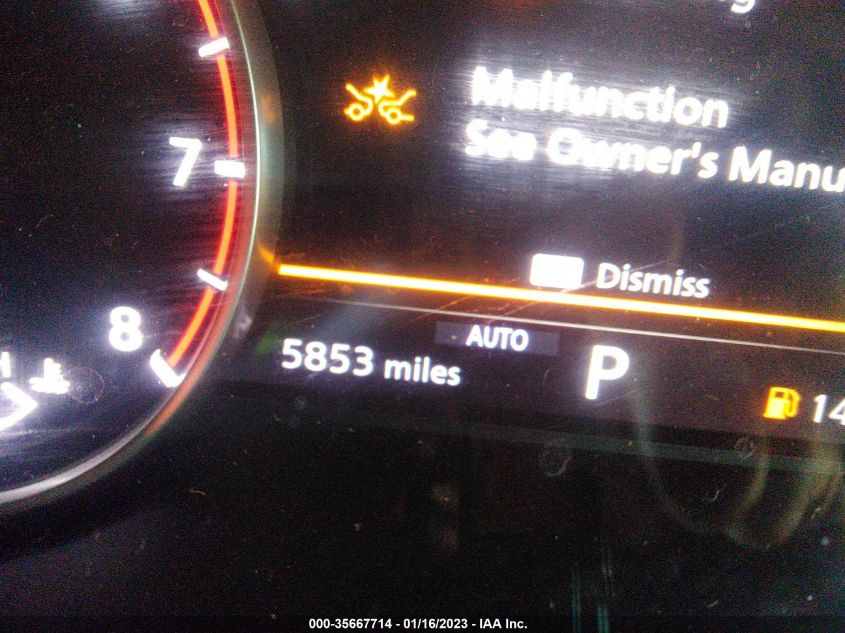 Malfunction
See Owner's Manu
Dismiss
7
8
AUTO
5853 miles
P
14
000-35667714 - 01/16/2023 - IAA Inc.